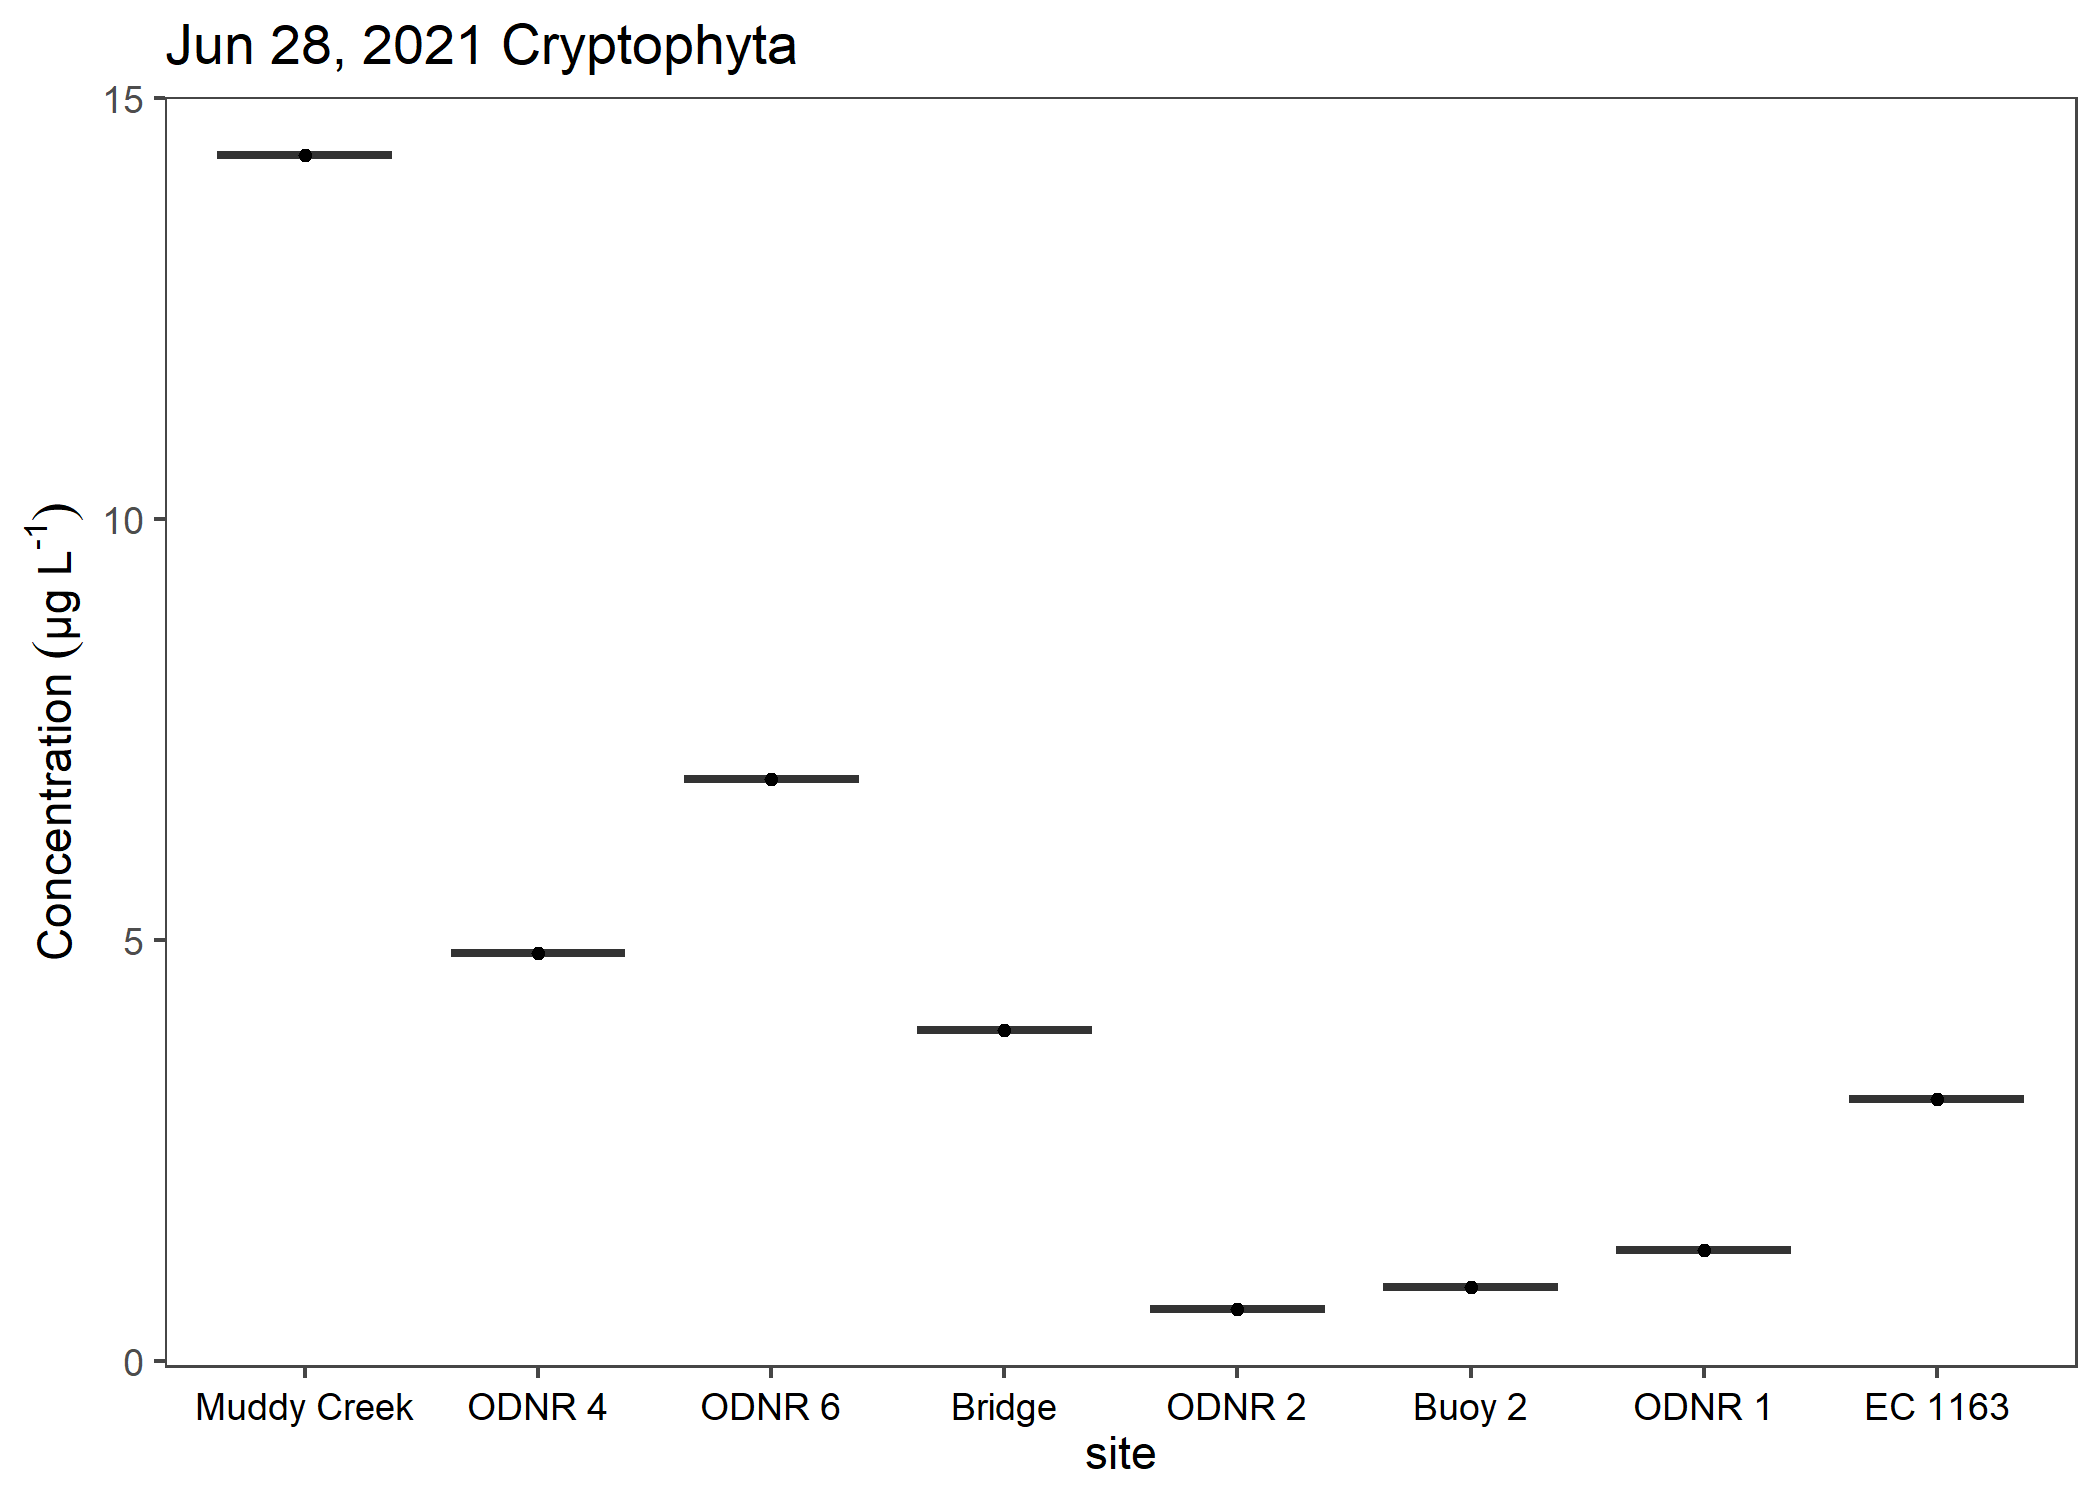 Jun 28, 2021 Cryptophyta
15
10
5
0
Concentration (µg L⁻¹)
Muddy Creek ODNR 4 ODNR 6 Bridge ODNR 2 Buoy 2 ODNR 1 EC 1163
site